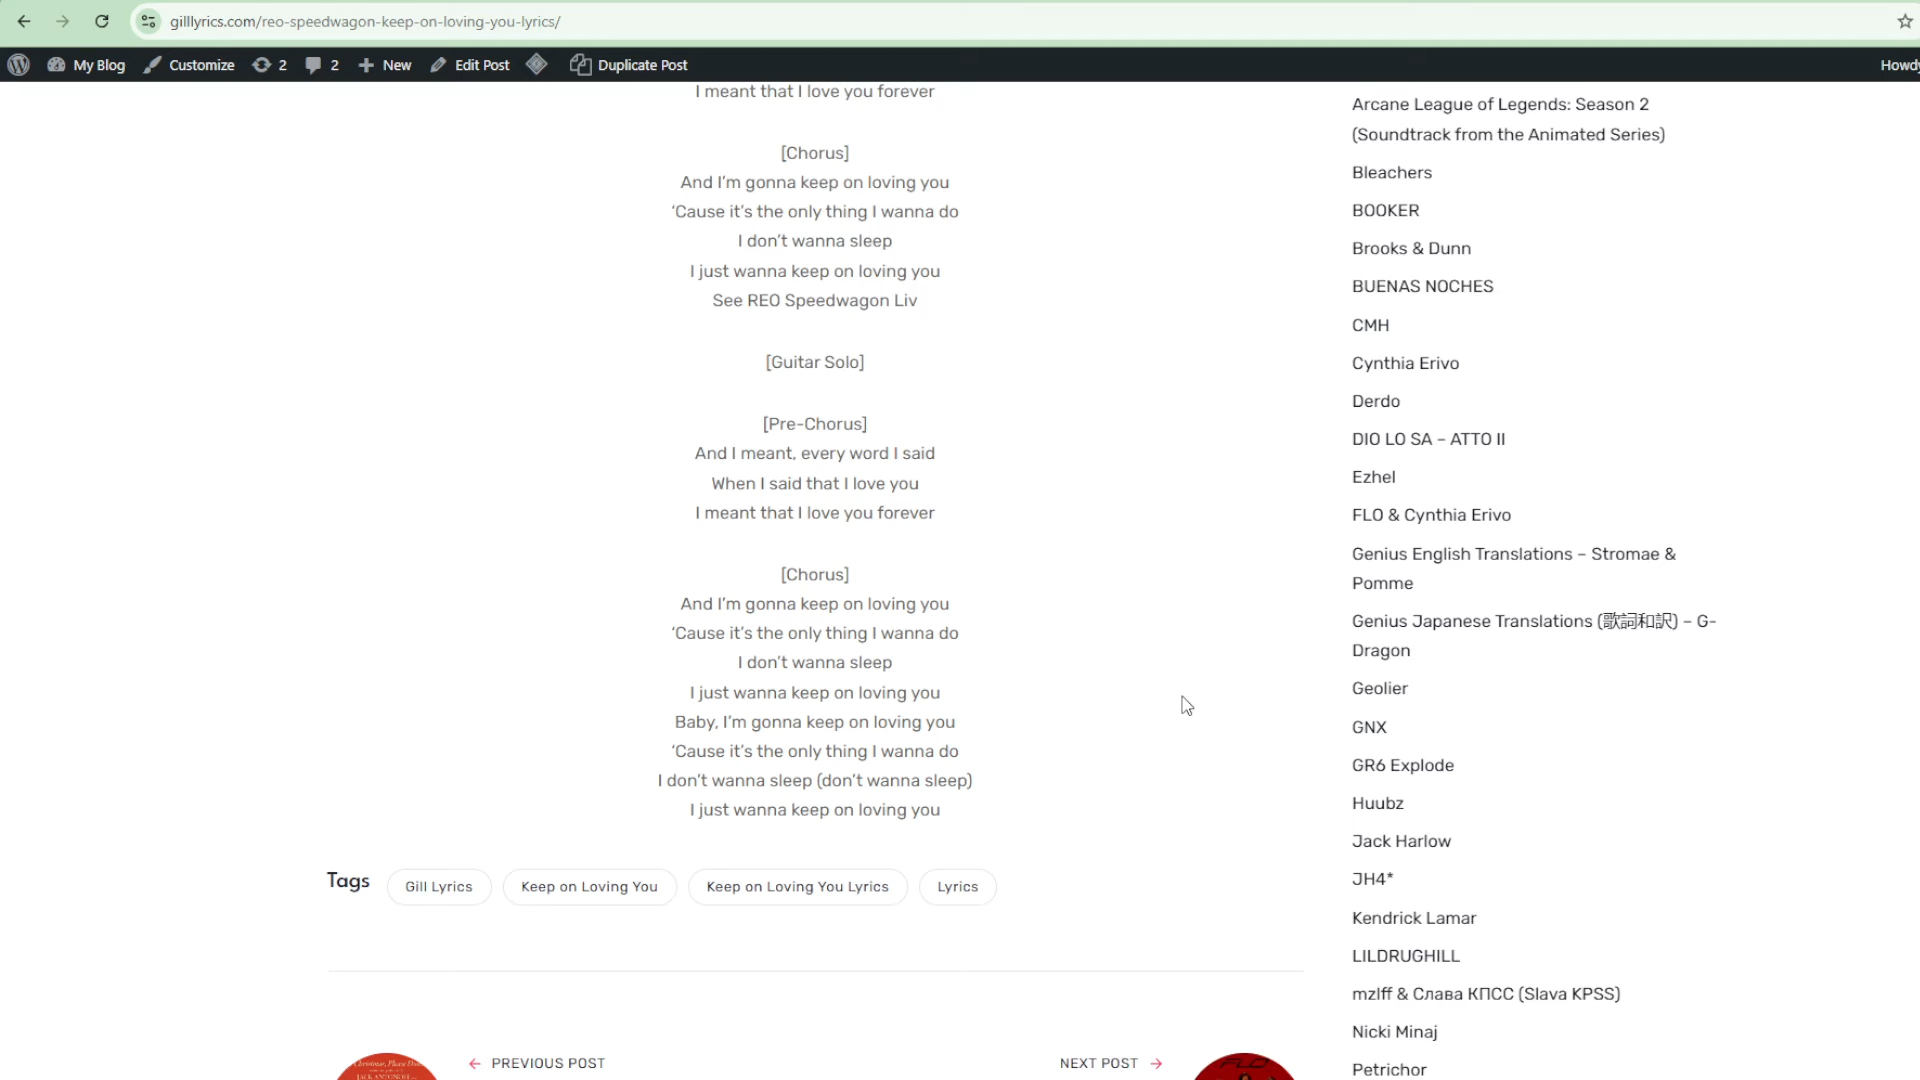 gilllyrics.com/reo-speedwagon-keep-on-loving-you-lyrics/
My Blog Customize 2 2 New Edit Post Duplicate Post Howdy
I meant that I love you forever
[Chorus]
And I'm gonna keep on loving you
‘Cause it's the only thing I wanna do
I don't wanna sleep
I just wanna keep on loving you
See REO Speedwagon Liv
[Guitar Solo]
[Pre-Chorus]
And I meant, every word I said
When I said that I love you
I meant that I love you forever
[Chorus]
And I'm gonna keep on loving you
‘Cause it's the only thing I wanna do
I don't wanna sleep
I just wanna keep on loving you
Baby, I'm gonna keep on loving you
‘Cause it's the only thing I wanna do
I don't wanna sleep (don't wanna sleep)
I just wanna keep on loving you
Tags Gill Lyrics Keep on Loving You Keep on Loving You Lyrics Lyrics
← PREVIOUS POST
NEXT POST →
Arcane League of Legends: Season 2
(Soundtrack from the Animated Series)
Bleachers
BOOKER
Brooks & Dunn
BUENAS NOCHES
CMH
Cynthia Erivo
Derdo
DIO LO SA – ATTO II
Ezhel
FLO & Cynthia Erivo
Genius English Translations – Stromae &
Pomme
Genius Japanese Translations (歌詞和訳) – G-
Dragon
Geolier
GNX
GR6 Explode
Huubz
Jack Harlow
JH4*
Kendrick Lamar
LILDRUGHILL
mzlff & Слава КПСС (Slava KPSS)
Nicki Minaj
Petrichor